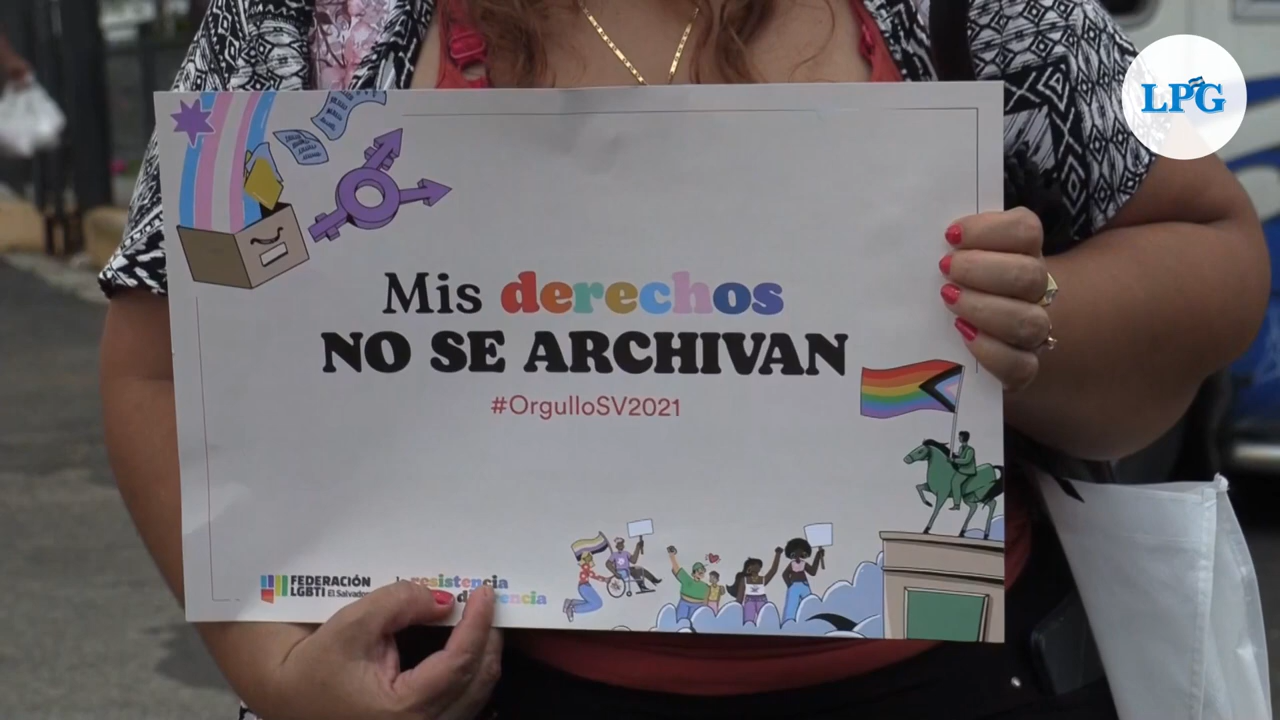 LPG
Mis derechos
NO SE ARCHIVAN
#OrgulloSV2021
FEDERACIÓN
LGBTI El Salvador
resistencia